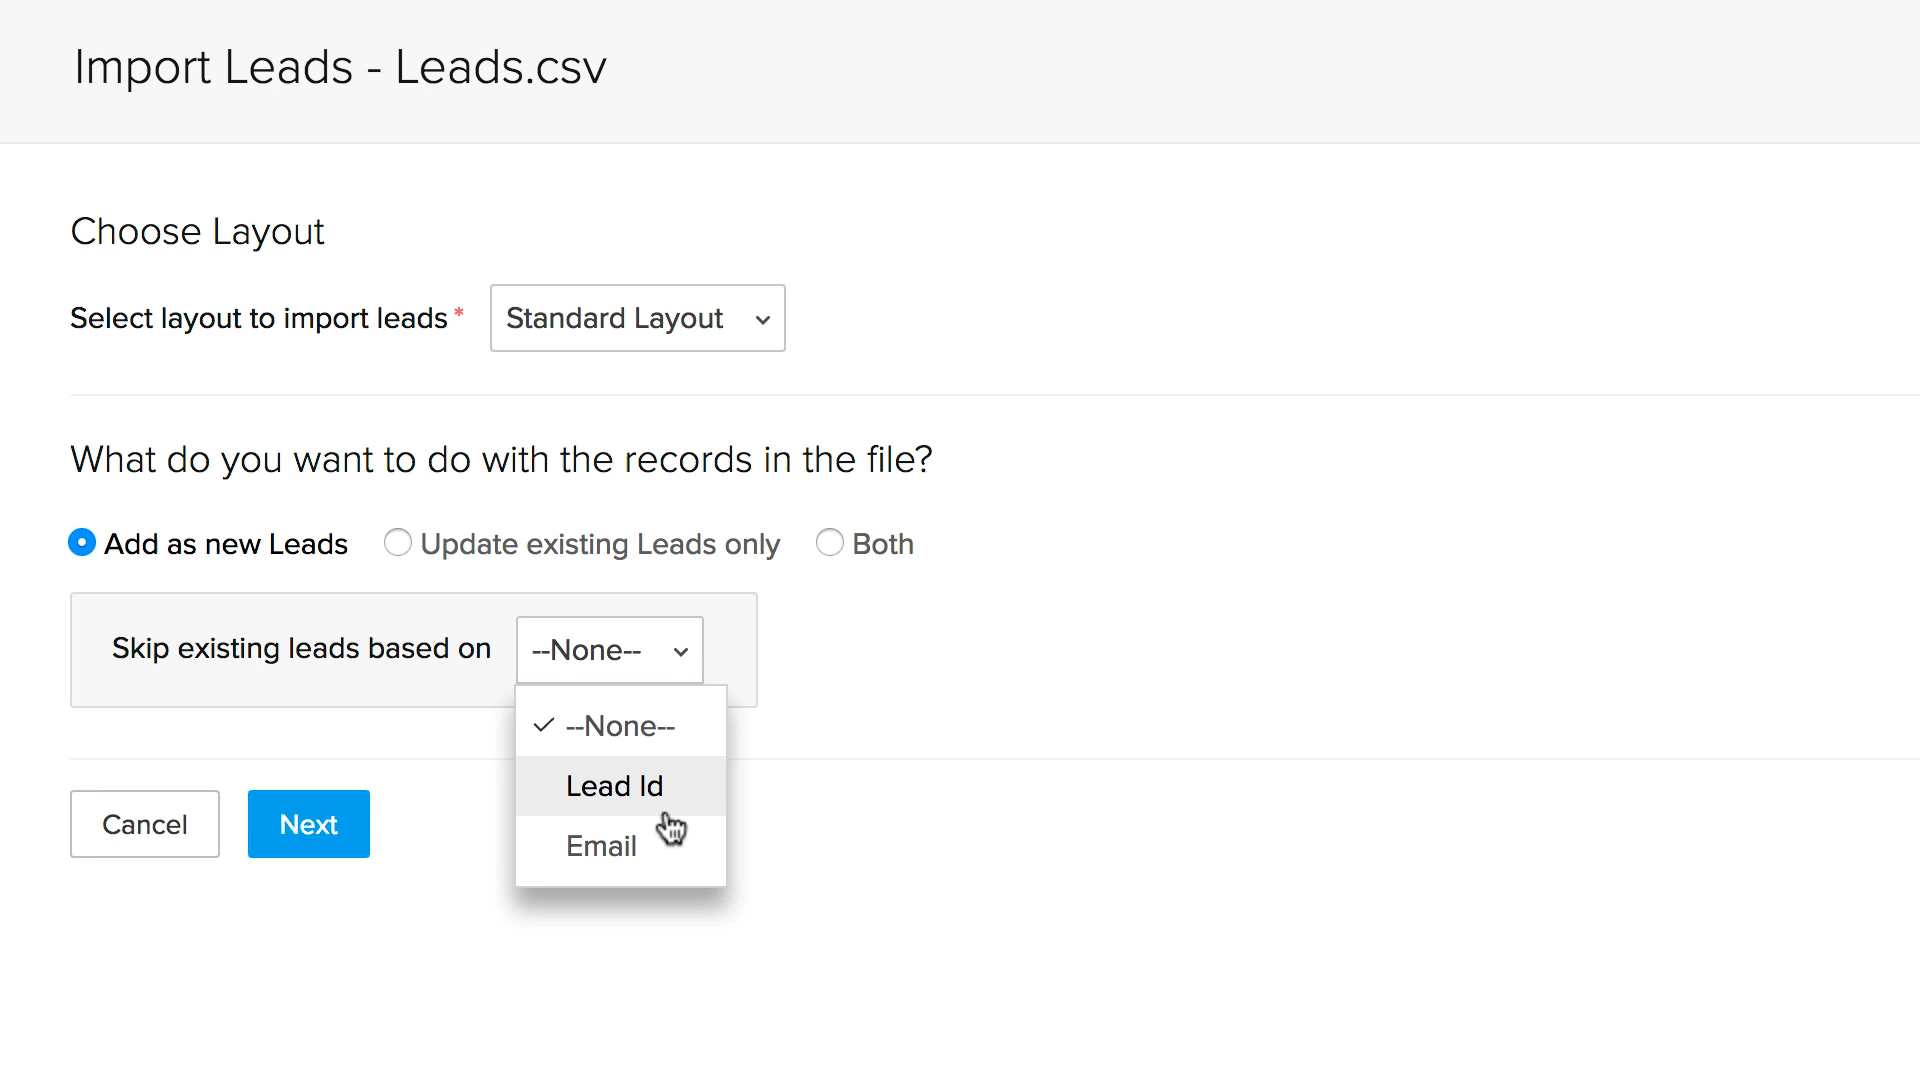 Import Leads - Leads.csv
Choose Layout
Select layout to import leads * Standard Layout
What do you want to do with the records in the file?
Add as new Leads Update existing Leads only Both
Skip existing leads based on --None--
--None--
Lead Id
Cancel Next
Email